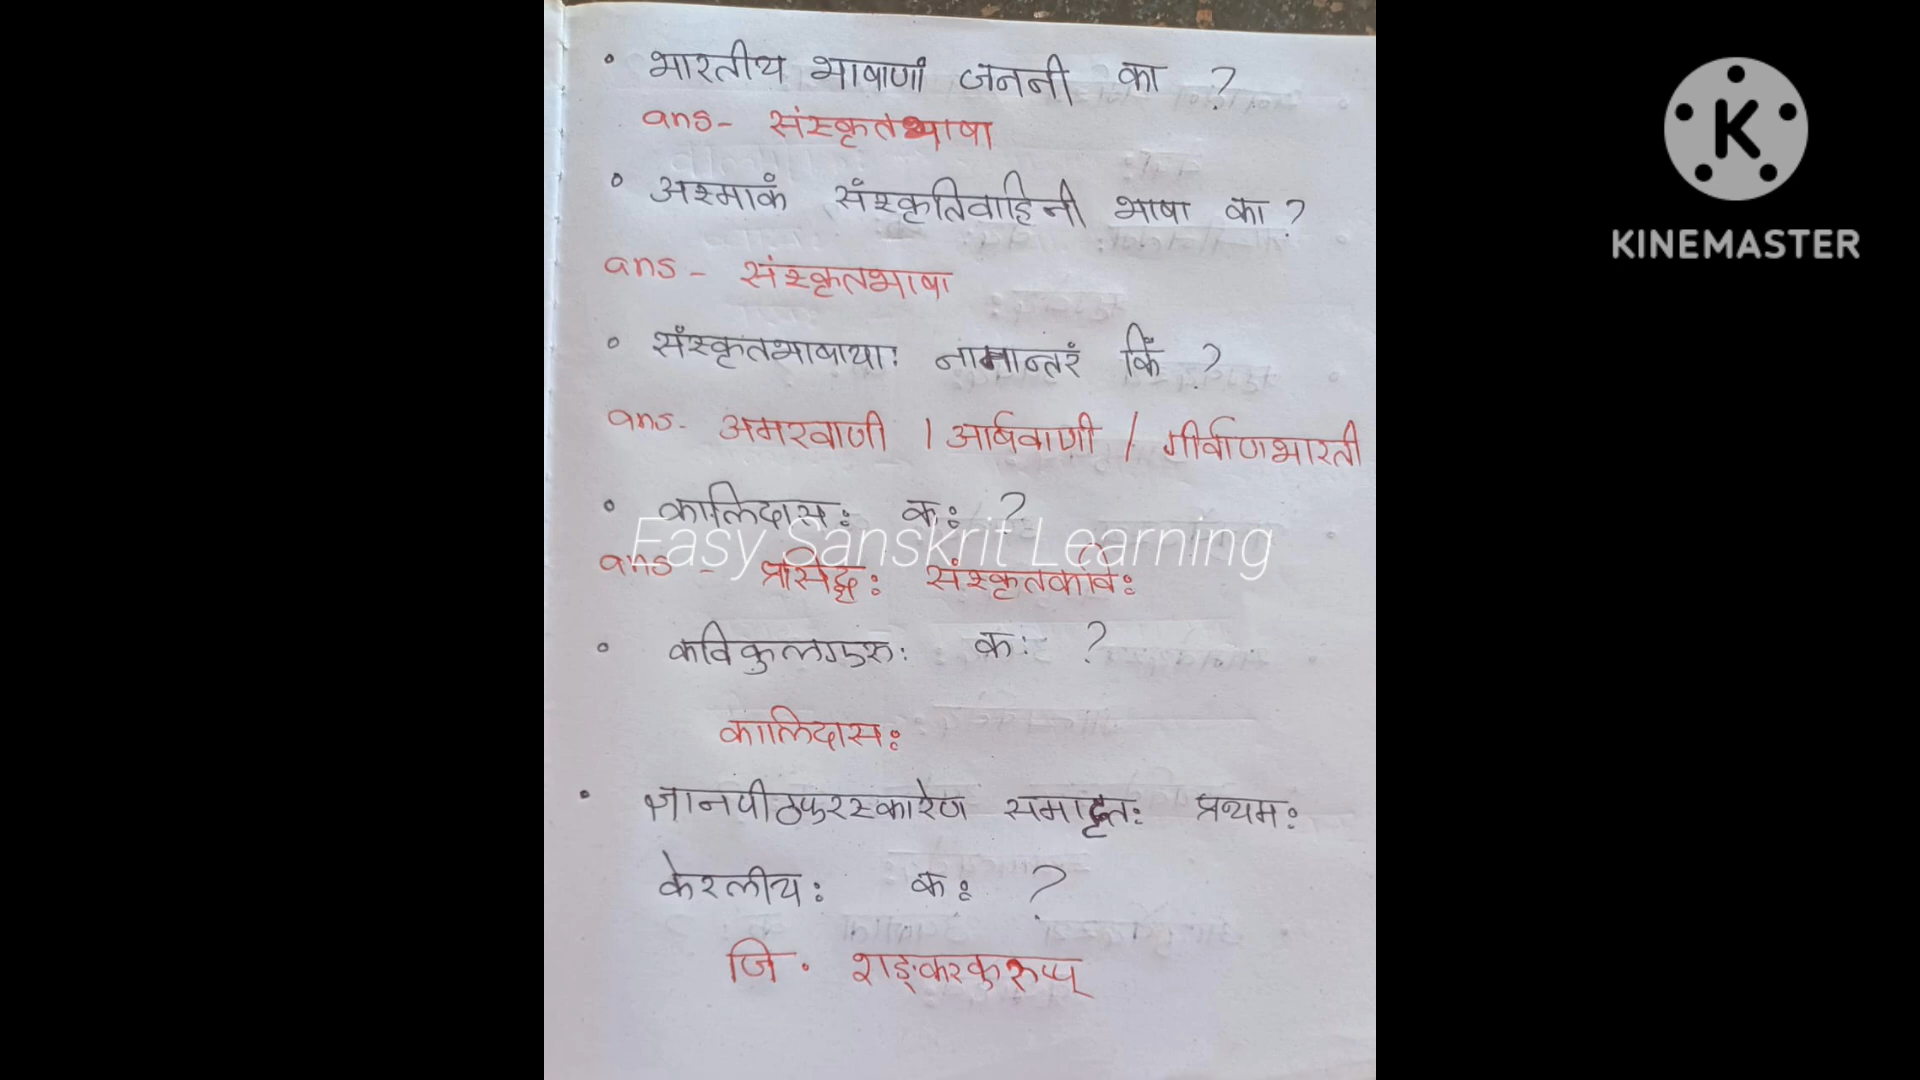 • भारतीय भाषाणां जननी का ?
ans- संस्कृतभाषा
• अस्माकं संस्कृतिवाहिनी भाषा का ?
ans - संस्कृतभाषा
• संस्कृतभाषायाः नामान्तरं किं ?
ans- अमरवाणी / आर्षवाणी / गीर्वाणभारती
• कालिदासः कः ?
Easy Sanskrit Learning
ans - प्रसिद्धः संस्कृतकविः
• कविकुलगुरुः कः ?
कालिदासः
• ज्ञानपीठपुरस्कारेण समादृतः प्रथमः
केरलीयः कः ?
जि. शङ्करकुरुप्प्
KINEMASTER